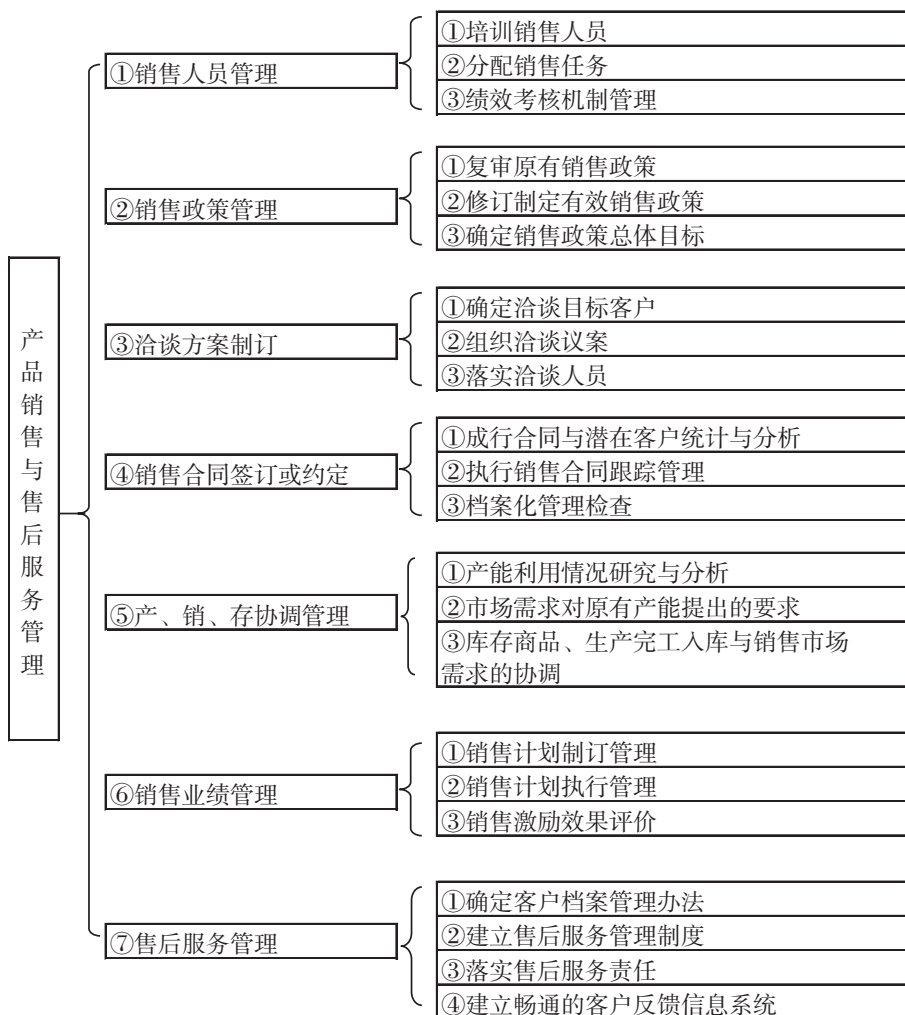 产品销售与售后服务管理
①销售人员管理
①培训销售人员
②分配销售任务
③绩效考核机制管理
②销售政策管理
①复审原有销售政策
②修订制定有效销售政策
③确定销售政策总体目标
③洽谈方案制订
①确定洽谈目标客户
②组织洽谈议案
③落实洽谈人员
④销售合同签订或约定
①成行合同与潜在客户统计与分析
②执行销售合同跟踪管理
③档案化管理检查
⑤产、销、存协调管理
①产能利用情况研究与分析
②市场需求对原有产能提出的要求
③库存商品、生产完工入库与销售市场
需求的协调
⑥销售业绩管理
①销售计划制订管理
②销售计划执行管理
③销售激励效果评价
⑦售后服务管理
①确定客户档案管理办法
②建立售后服务管理制度
③落实售后服务责任
④建立畅通的客户反馈信息系统